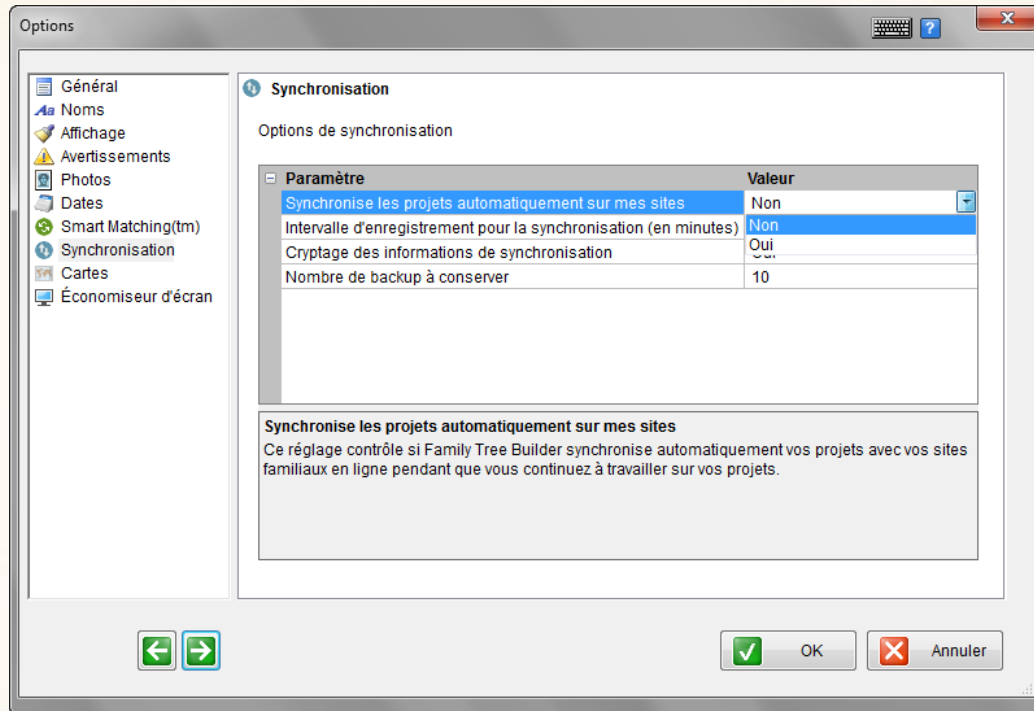 Options
?
Général
Aa Noms
Affichage
Avertissements
Photos
Dates
Smart Matching(tm)
Synchronisation
Cartes
Économiseur d'écran
Synchronisation
Options de synchronisation
Paramètre Valeur
Synchronise les projets automatiquement sur mes sites Non
Intervalle d'enregistrement pour la synchronisation (en minutes) Non
Oui
Cryptage des informations de synchronisation
Nombre de backup à conserver 10
Synchronise les projets automatiquement sur mes sites
Ce réglage contrôle si Family Tree Builder synchronise automatiquement vos projets avec vos sites
familiaux en ligne pendant que vous continuez à travailler sur vos projets.
OK Annuler